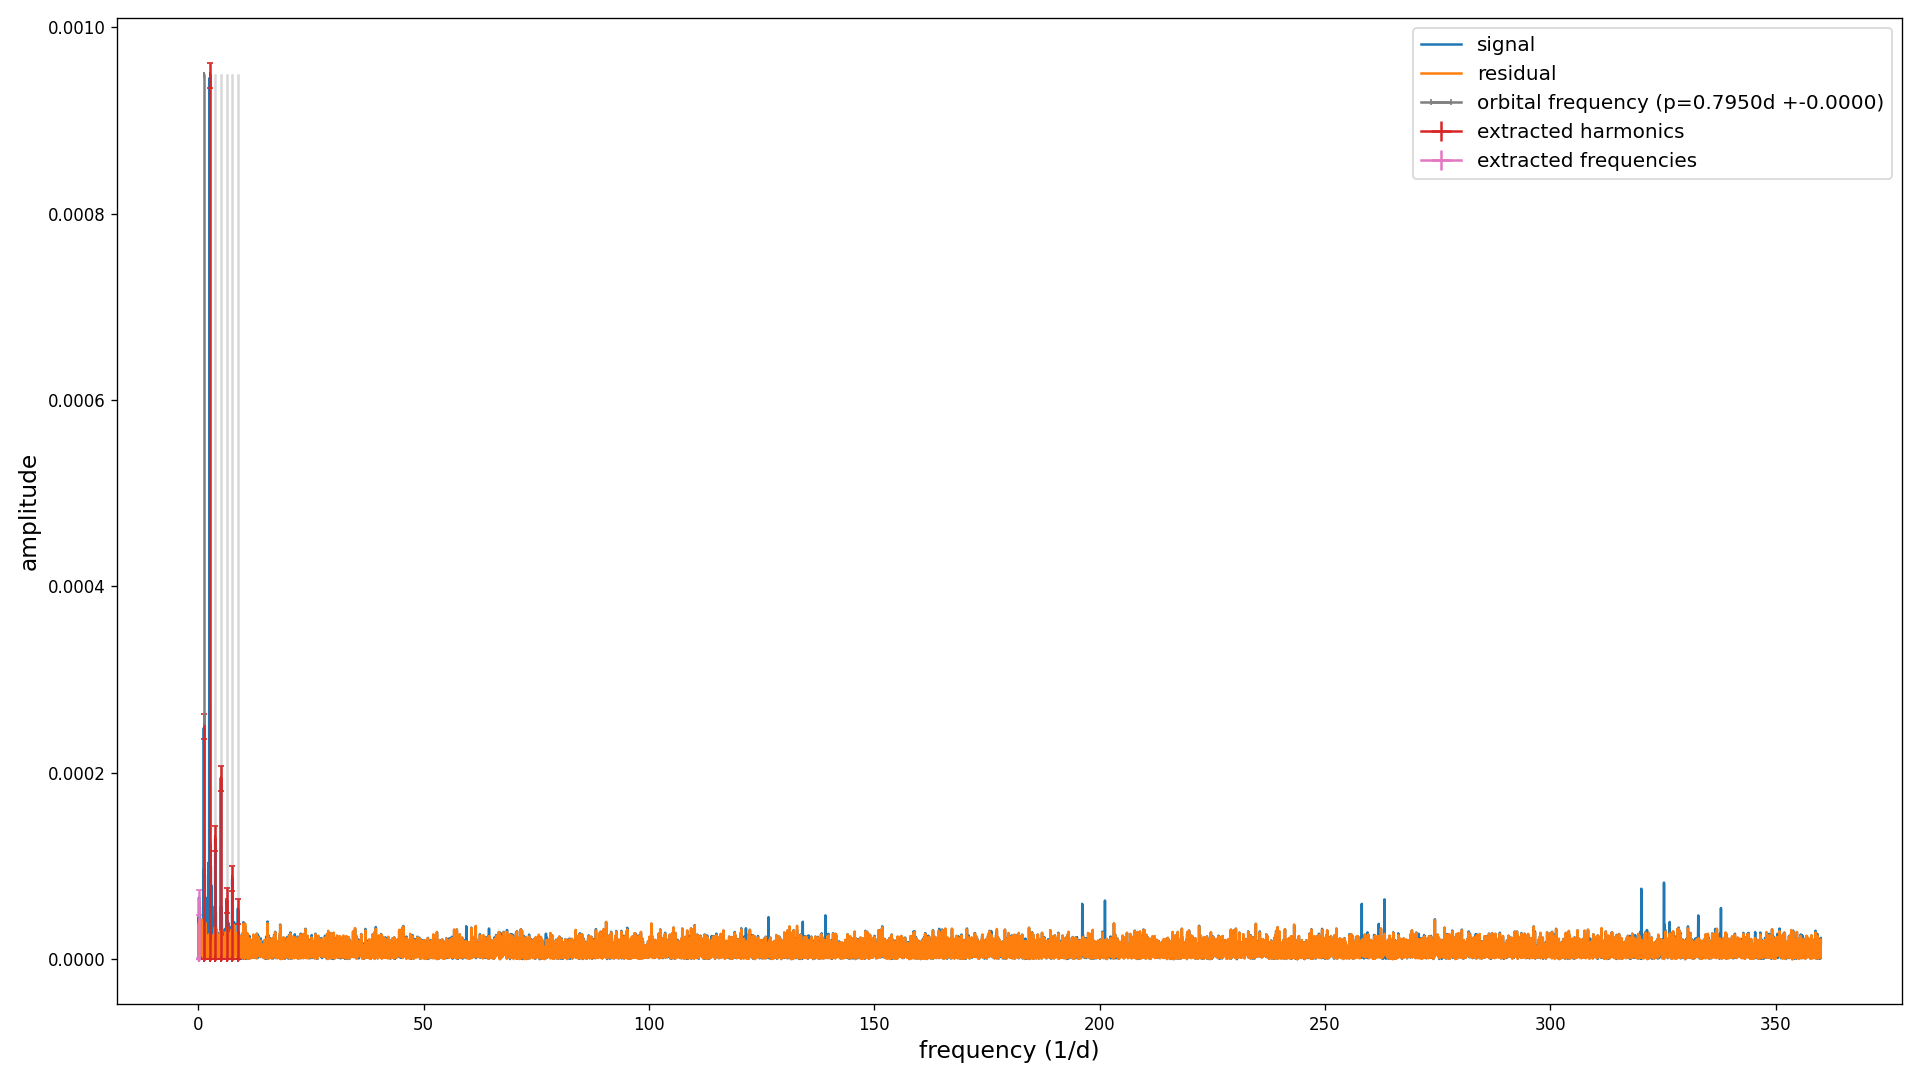 0.0010
0.0008
0.0006
0.0004
0.0002
0.0000
amplitude
0
50
100
150
200
250
300
350
frequency (1/d)
signal
residual
orbital frequency (p=0.7950d +-0.0000)
extracted harmonics
extracted frequencies